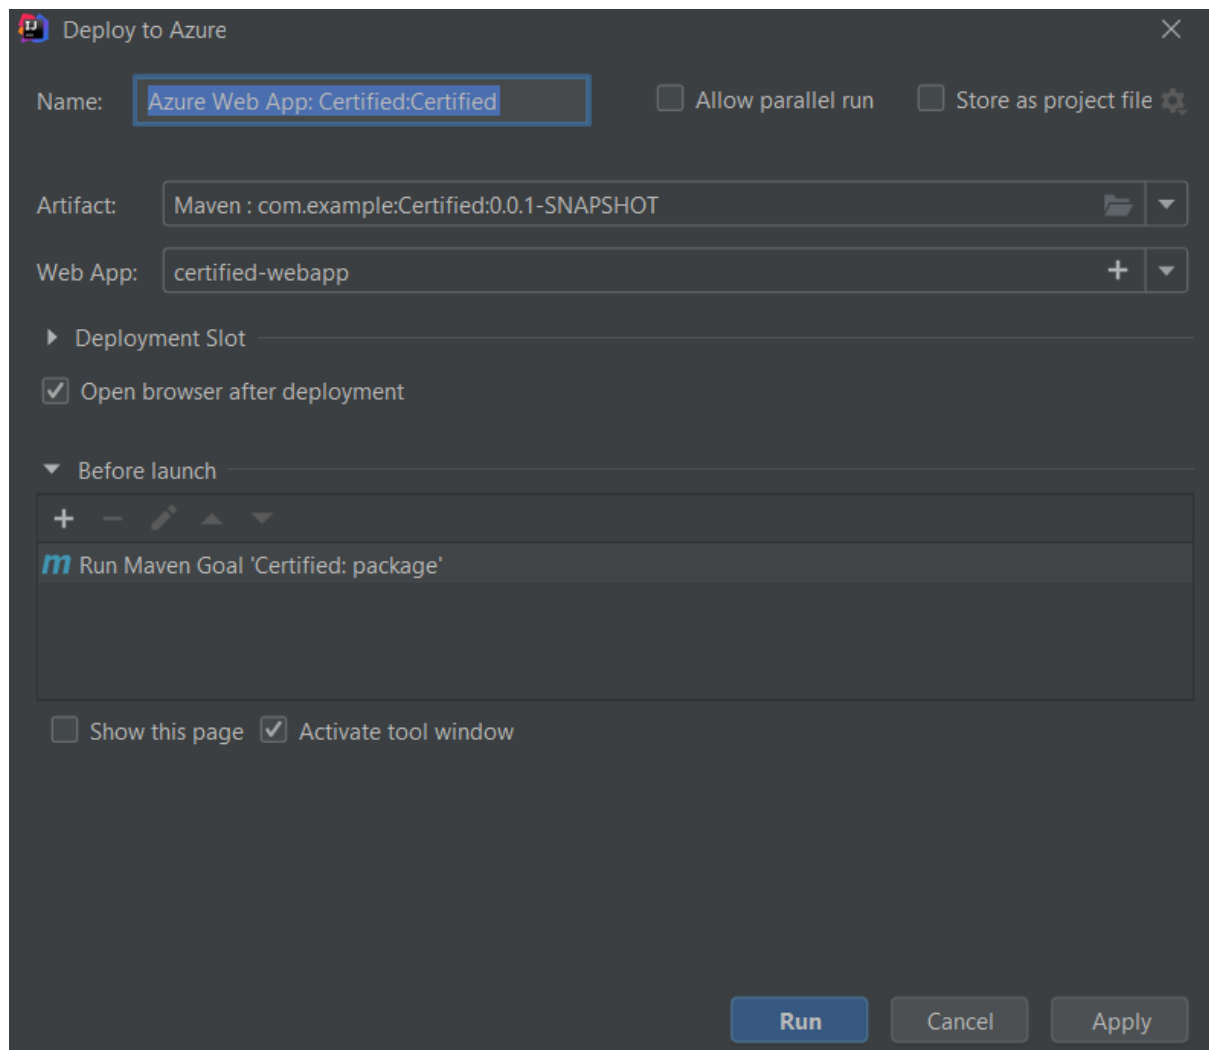 Deploy to Azure
Name: Azure Web App: Certified:Certified Allow parallel run Store as project file
Artifact: Maven : com.example:Certified:0.0.1-SNAPSHOT
Web App: certified-webapp
Deployment Slot
Open browser after deployment
Before launch
Run Maven Goal 'Certified: package'
Show this page Activate tool window
Run Cancel Apply